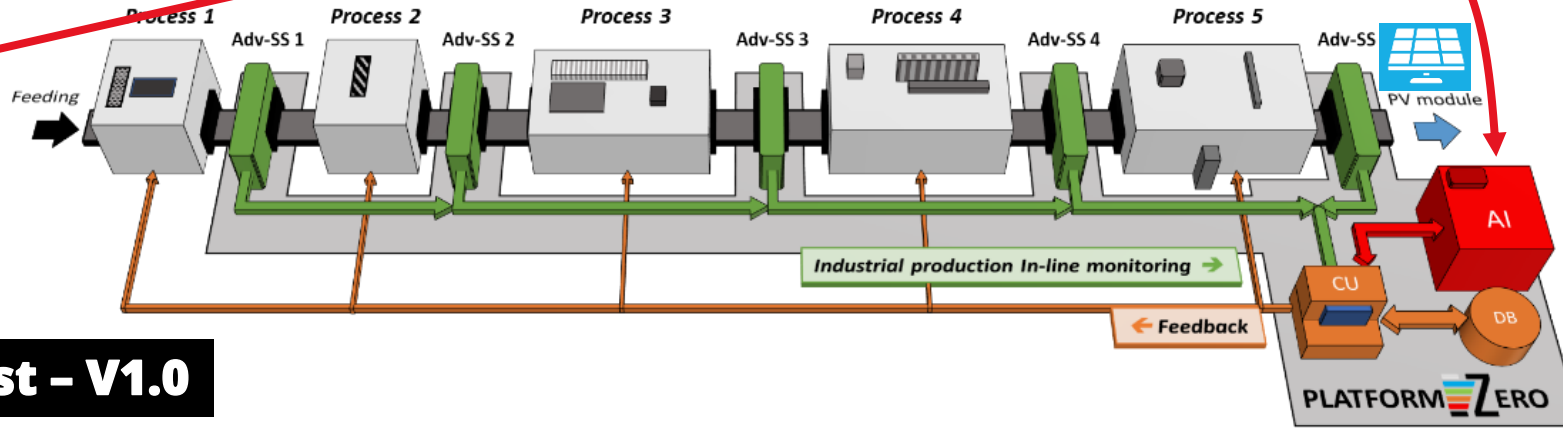 Process 1
Process 2
Process 3
Process 4
Process 5
Adv-SS 1
Adv-SS 2
Adv-SS 3
Adv-SS 4
Adv-SS
Feeding
PV module
AI
Industrial production In-line monitoring →
CU
← Feedback
DB
st – V1.0
PLATFORM ZERO